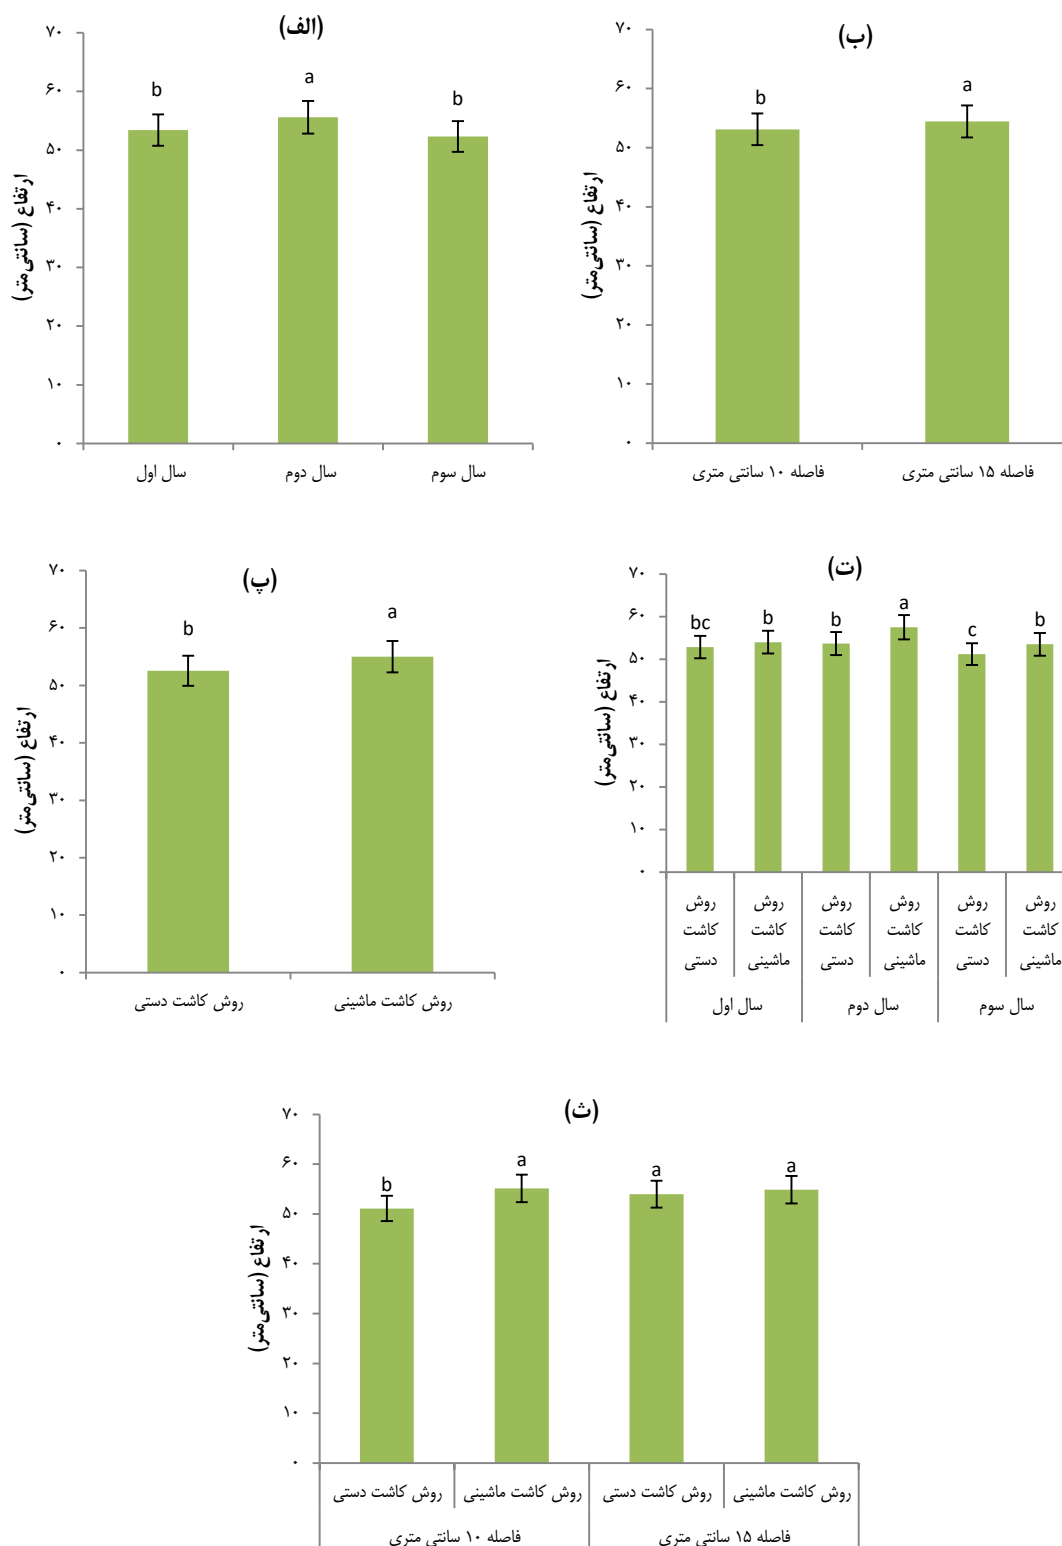 (الف)
ارتفاع (سانتی‌متر)
۷۰
۶۰
۵۰
۴۰
۳۰
۲۰
۱۰
۰
b
a
b
سال اول
سال دوم
سال سوم
(ب)
ارتفاع (سانتی‌متر)
۷۰
۶۰
۵۰
۴۰
۳۰
۲۰
۱۰
۰
b
a
فاصله ۱۰ سانتی متری
فاصله ۱۵ سانتی متری
(پ)
ارتفاع (سانتی‌متر)
۷۰
۶۰
۵۰
۴۰
۳۰
۲۰
۱۰
۰
b
a
روش کاشت دستی
روش کاشت ماشینی
(ت)
ارتفاع (سانتی‌متر)
۷۰
۶۰
۵۰
۴۰
۳۰
۲۰
۱۰
۰
bc
b
b
a
c
b
روش
کاشت
دستی
روش
کاشت
ماشینی
روش
کاشت
دستی
روش
کاشت
ماشینی
روش
کاشت
دستی
روش
کاشت
ماشینی
سال اول
سال دوم
سال سوم
(ث)
ارتفاع (سانتی‌متر)
۷۰
۶۰
۵۰
۴۰
۳۰
۲۰
۱۰
۰
b
a
a
a
روش کاشت دستی
روش کاشت ماشینی
روش کاشت دستی
روش کاشت ماشینی
فاصله ۱۰ سانتی متری
فاصله ۱۵ سانتی متری